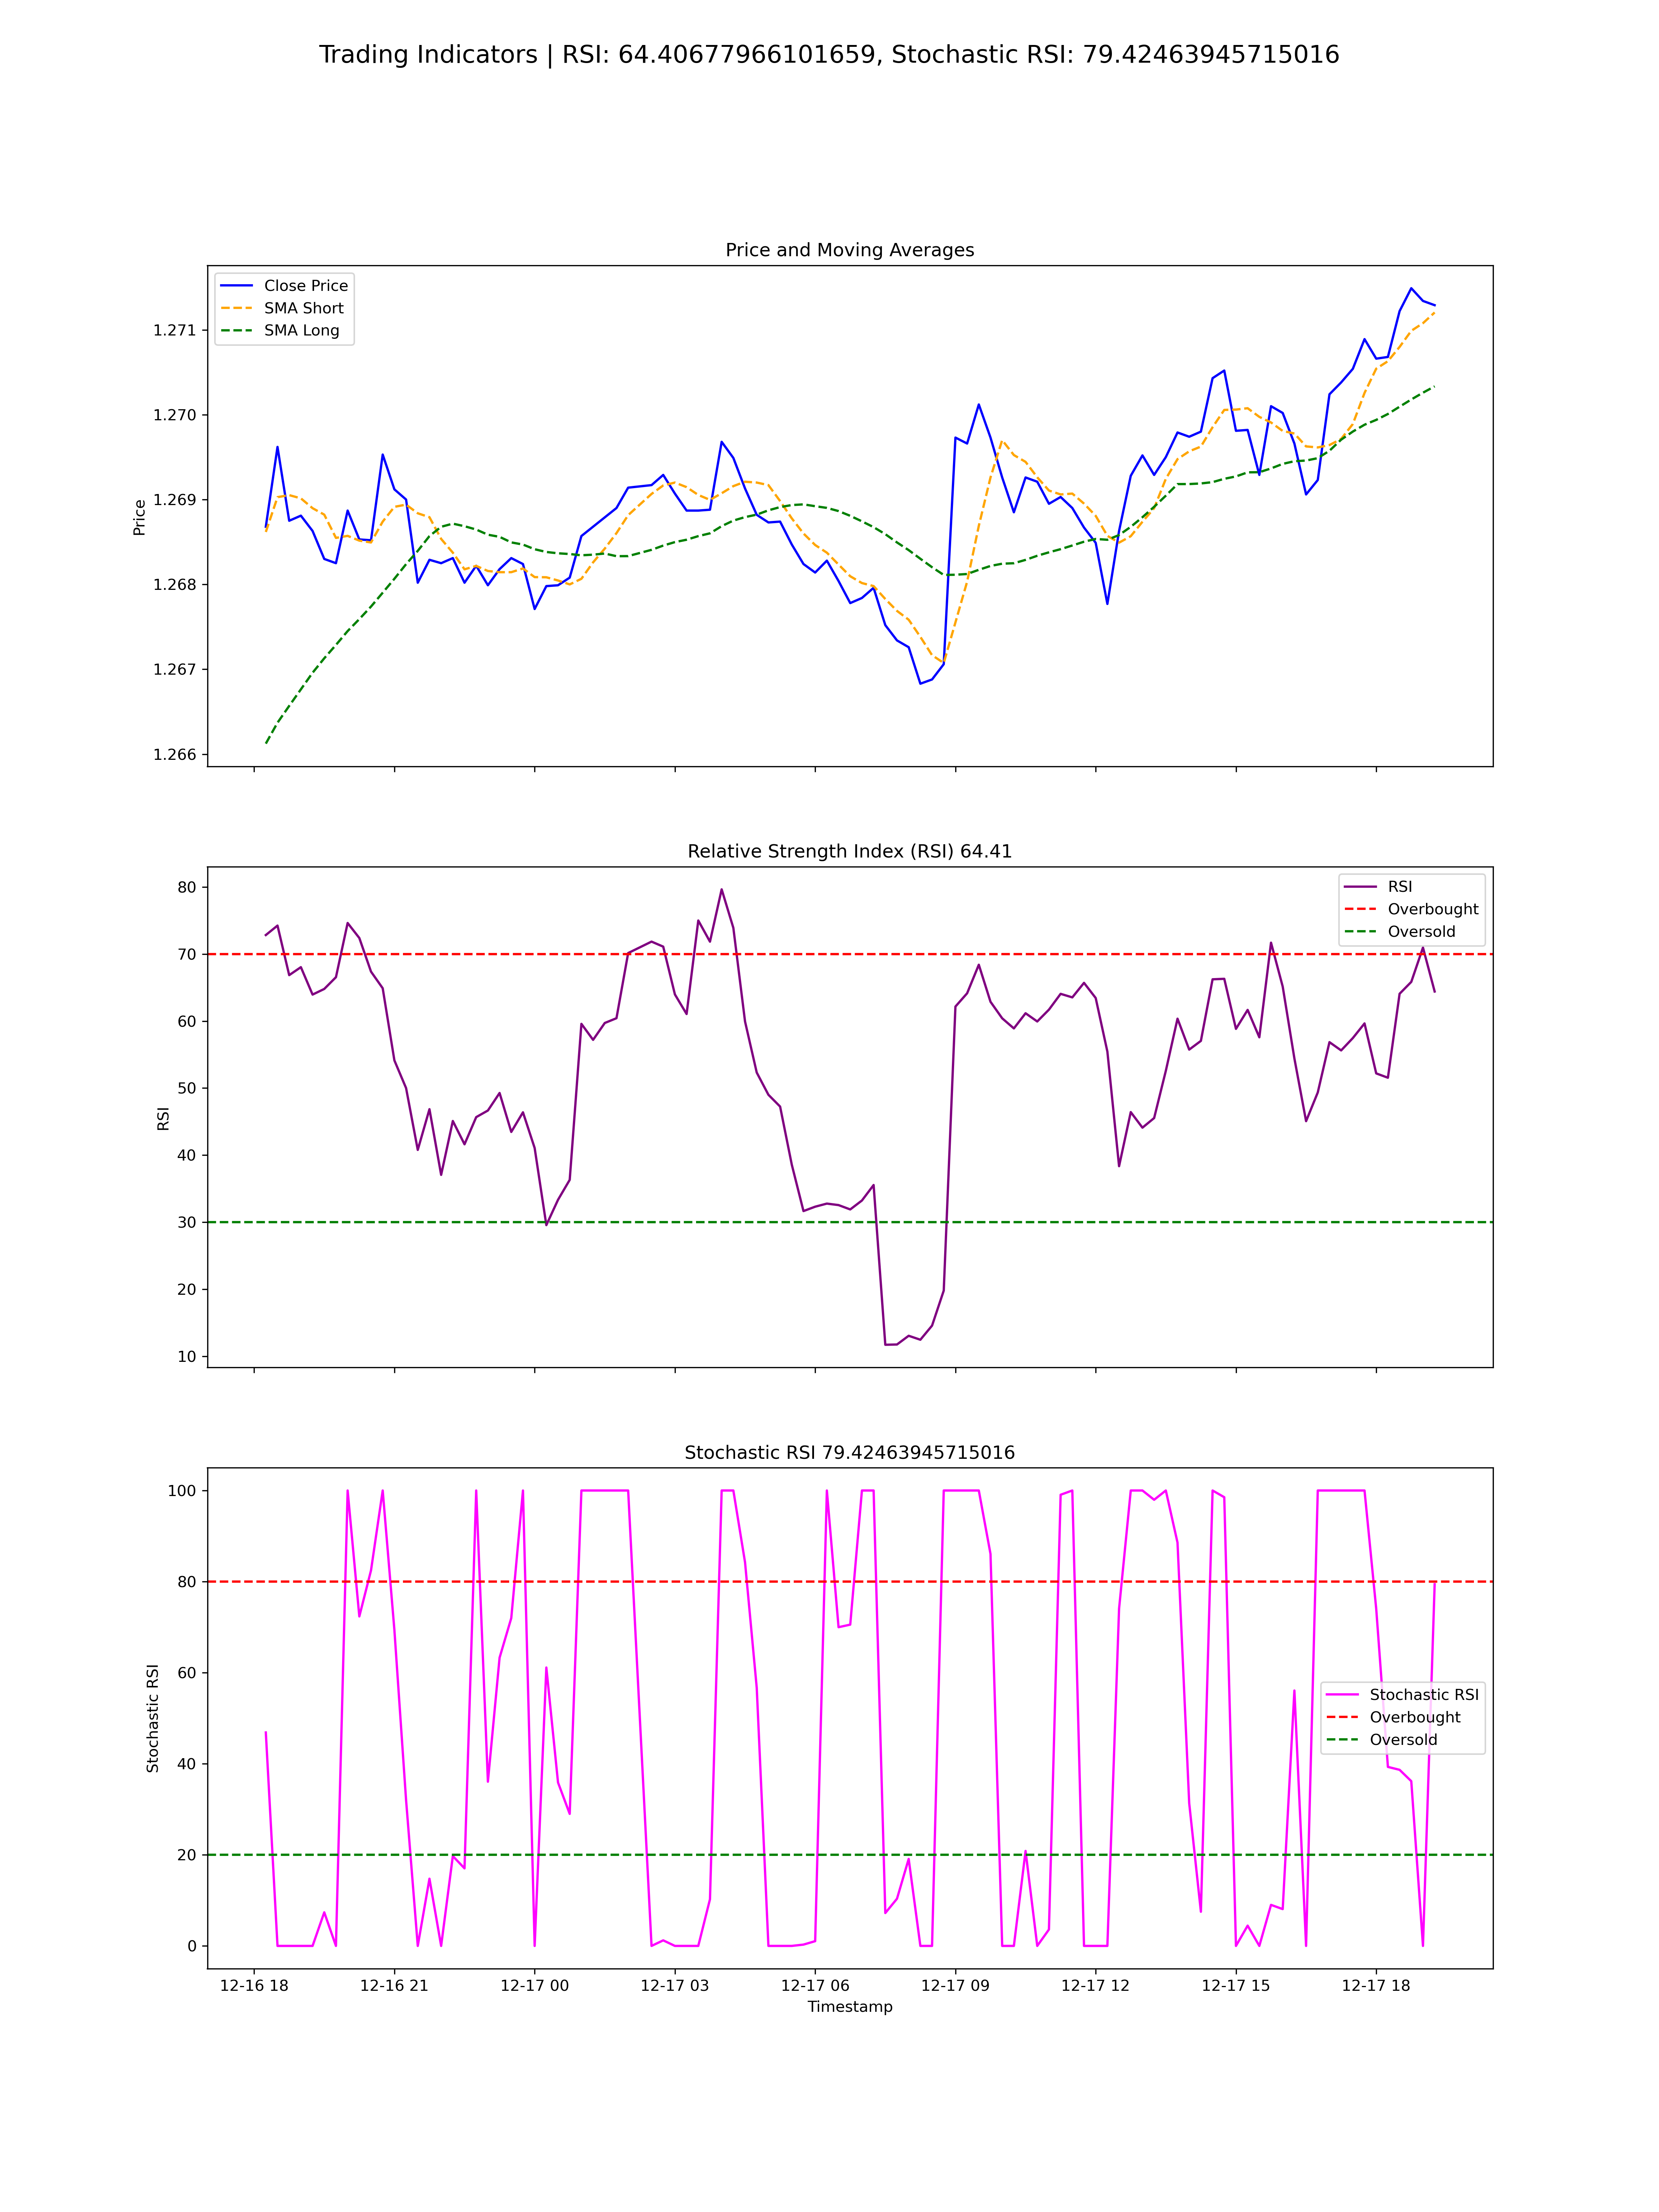 Trading Indicators | RSI: 64.40677966101659, Stochastic RSI: 79.42463945715016
Price and Moving Averages
Close Price
SMA Short
SMA Long
Price
1.271
1.270
1.269
1.268
1.267
1.266
Relative Strength Index (RSI) 64.41
RSI
Overbought
Oversold
RSI
80
70
60
50
40
30
20
10
Stochastic RSI 79.42463945715016
Stochastic RSI
Overbought
Oversold
Stochastic RSI
100
80
60
40
20
0
12-16 18
12-16 21
12-17 00
12-17 03
12-17 06
12-17 09
12-17 12
12-17 15
12-17 18
Timestamp